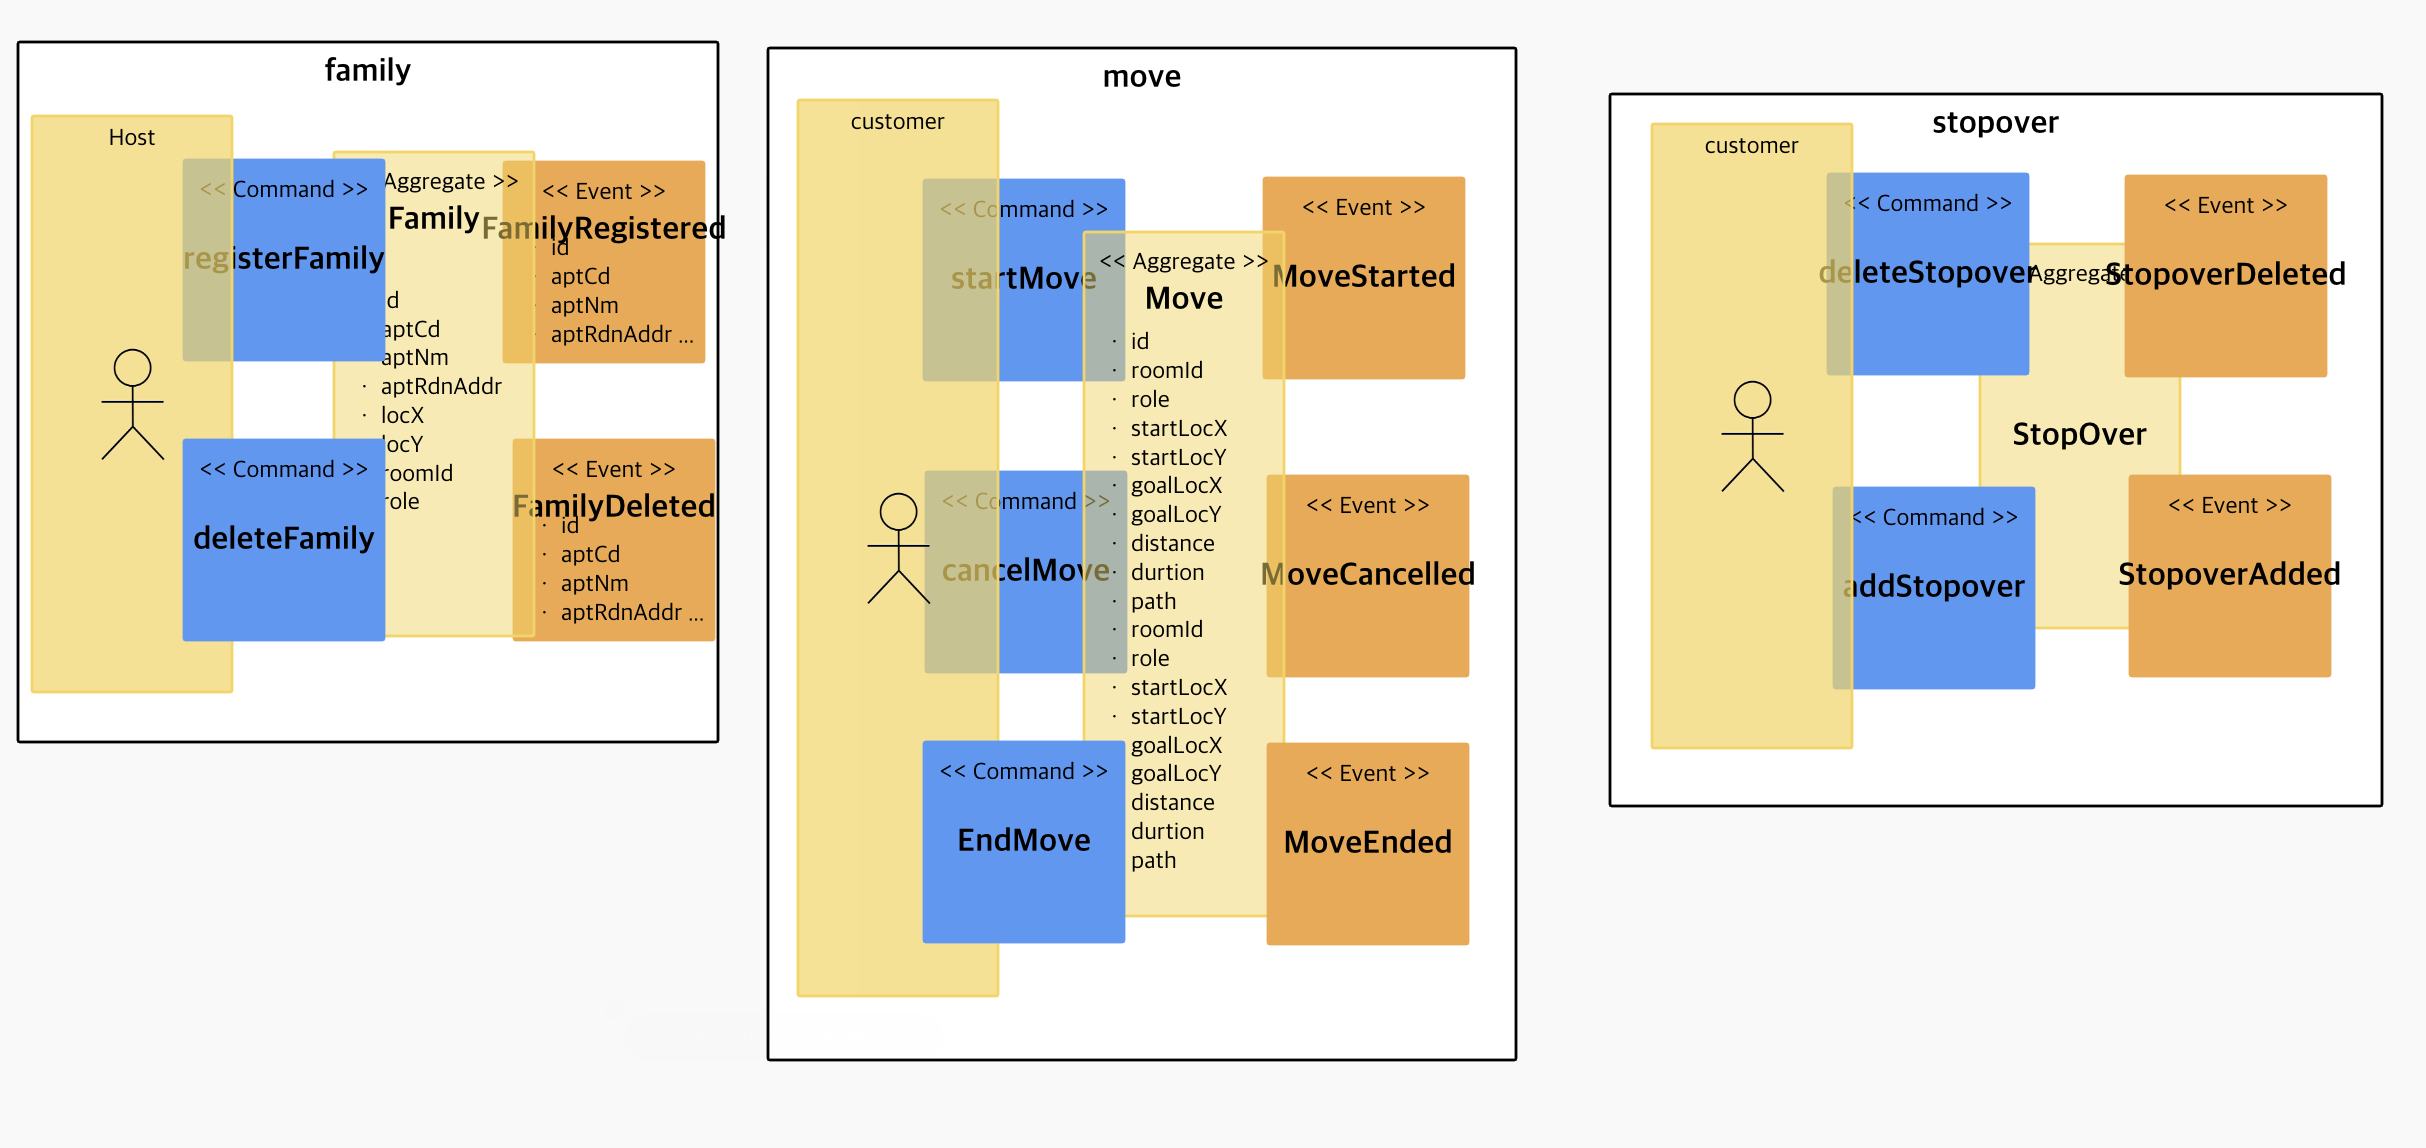 family
Host
<< Command >>
registerFamily
Aggregate >>
Family
id
aptCd
aptNm
· aptRdnAddr
· locX
locY
roomId
role
<< Event >>
FamilyRegistered
· id
· aptCd
· aptNm
· aptRdnAddr ...
<< Command >>
deleteFamily
<< Event >>
FamilyDeleted
· id
· aptCd
· aptNm
· aptRdnAddr ...
move
customer
<< Command >>
startMove
<< Aggregate >>
Move
· id
· roomId
· role
· startLocX
· startLocY
· goalLocX
· goalLocY
· distance
· durtion
· path
· roomId
· role
· startLocX
· startLocY
goalLocX
goalLocY
distance
durtion
path
<< Event >>
MoveStarted
<< Command >>
cancelMove
<< Event >>
MoveCancelled
<< Command >>
EndMove
<< Event >>
MoveEnded
stopover
customer
<< Command >>
deleteStopover
Aggregate
StopOver
<< Event >>
StopoverDeleted
<< Command >>
addStopover
<< Event >>
StopoverAdded